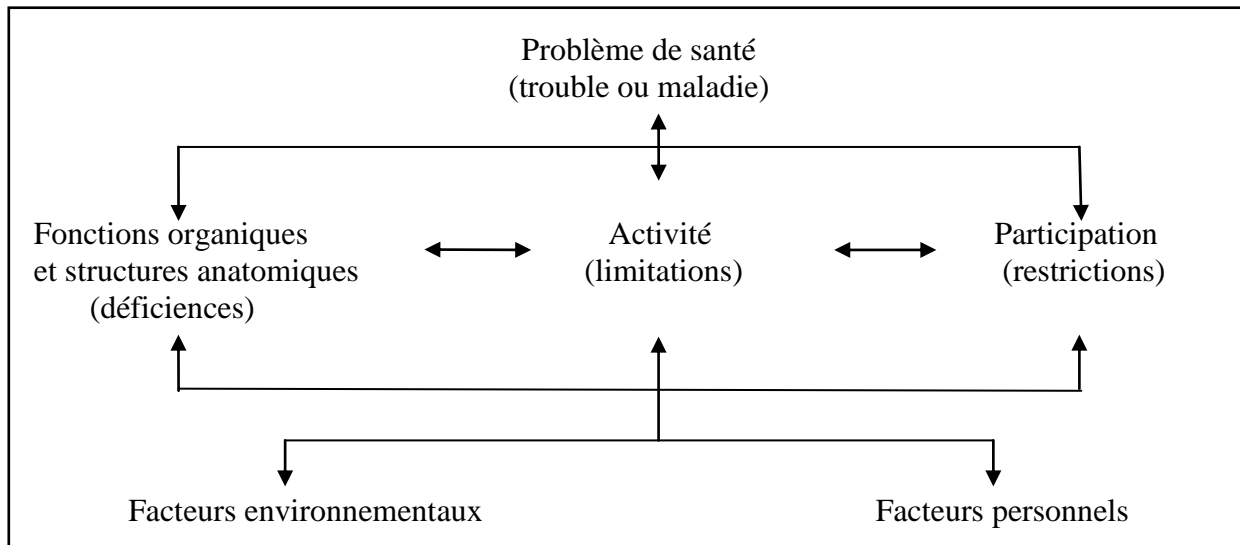 Problème de santé
(trouble ou maladie)
Fonctions organiques
et structures anatomiques
(déficiences)
Activité
(limitations)
Participation
(restrictions)
Facteurs environnementaux
Facteurs personnels